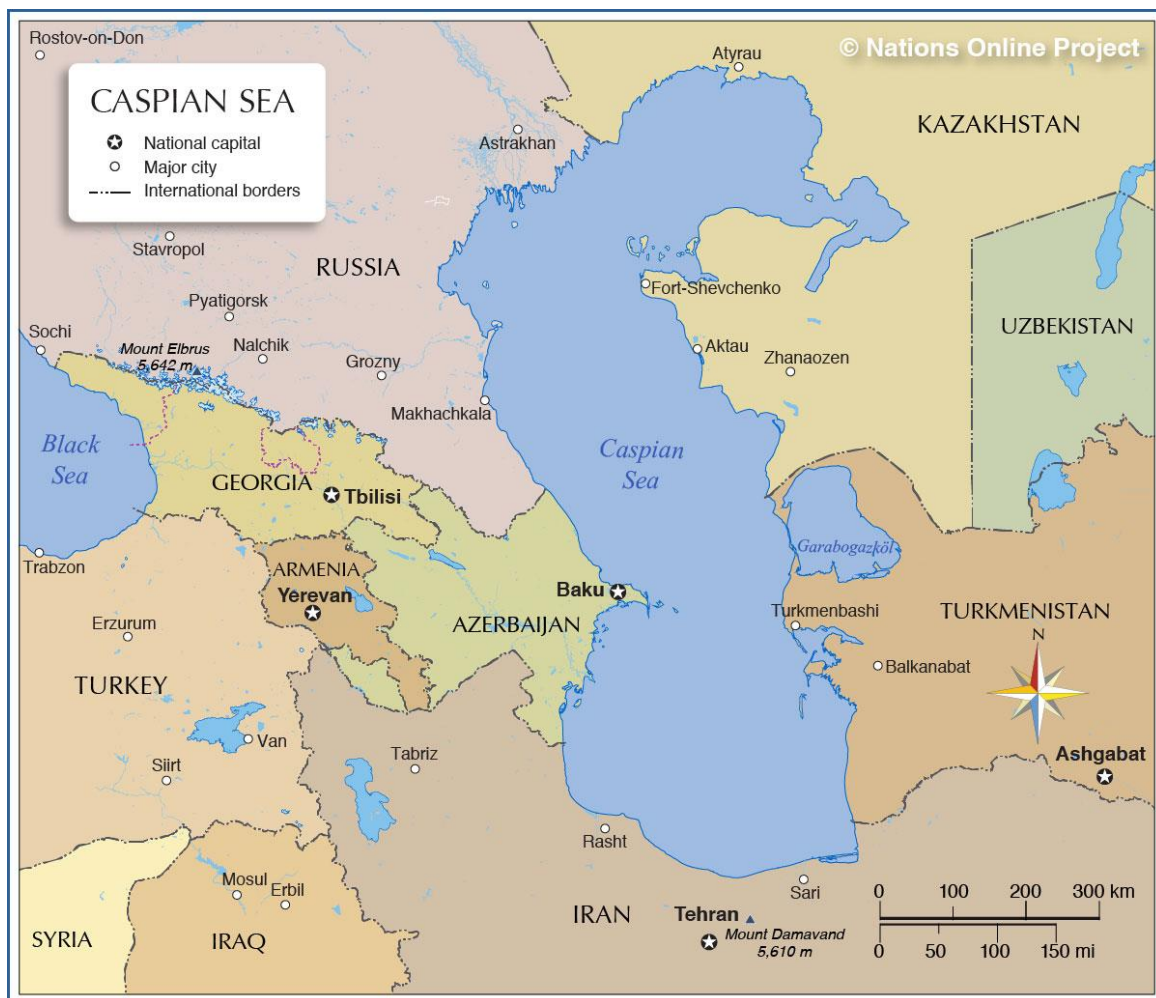 Rostov-on-Don
Atyrau
© Nations Online Project
CASPIAN SEA
National capital
Major city
International borders
KAZAKHSTAN
Astrakhan
Stavropol
RUSSIA
Fort-Shevchenko
Pyatigorsk
Sochi
Mount Elbrus
5,642 m
Nalchik
Grozny
Aktau
Zhanaozen
UZBEKISTAN
Makhachkala
Black
Sea
Caspian
Sea
GEORGIA
Tbilisi
Garabogazköl
Trabzon
ARMENIA
Yerevan
Baku
AZERBAIJAN
Turkmenbashi
TURKMENISTAN
Erzurum
N
Balkanabat
TURKEY
Van
Tabriz
Siirt
Ashgabat
Rasht
Sari
Mosul
Erbil
IRAN
Tehran
Mount Damavand
5,610 m
SYRIA
IRAQ
0 100 200 300 km
0 50 100 150 mi